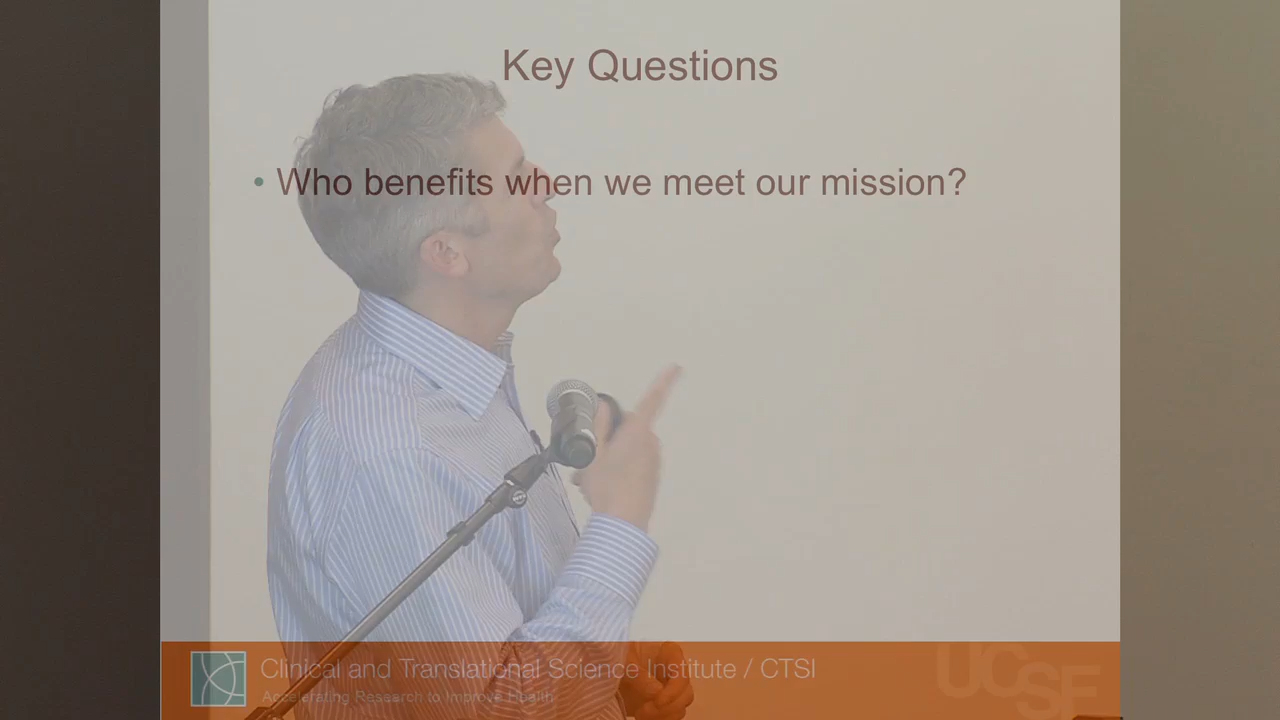 Key Questions
• Who benefits when we meet our mission?
Clinical and Translational Science Institute / CTSI
Accelerating Research to Improve Health
UCSF